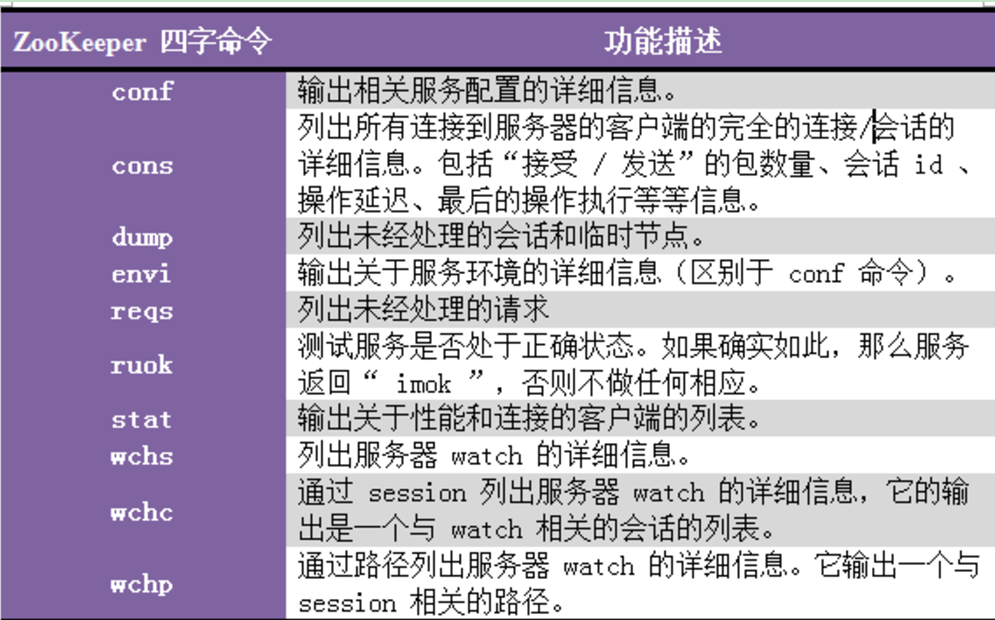 ZooKeeper 四字命令 功能描述
conf 输出相关服务配置的详细信息。
列出所有连接到服务器的客户端的完全的连接/会话的
cons 详细信息。包括“接受 / 发送”的包数量、会话 id 、
操作延迟、最后的操作执行等等信息。
dump 列出未经处理的会话和临时节点。
envi 输出关于服务环境的详细信息（区别于 conf 命令）。
reqs 列出未经处理的请求
ruok 测试服务是否处于正确状态。如果确实如此，那么服务
返回“ imok ”，否则不做任何相应。
stat 输出关于性能和连接的客户端的列表。
wchs 列出服务器 watch 的详细信息。
wchc 通过 session 列出服务器 watch 的详细信息，它的输
出是一个与 watch 相关的会话的列表。
wchp 通过路径列出服务器 watch 的详细信息。它输出一个与
session 相关的路径。